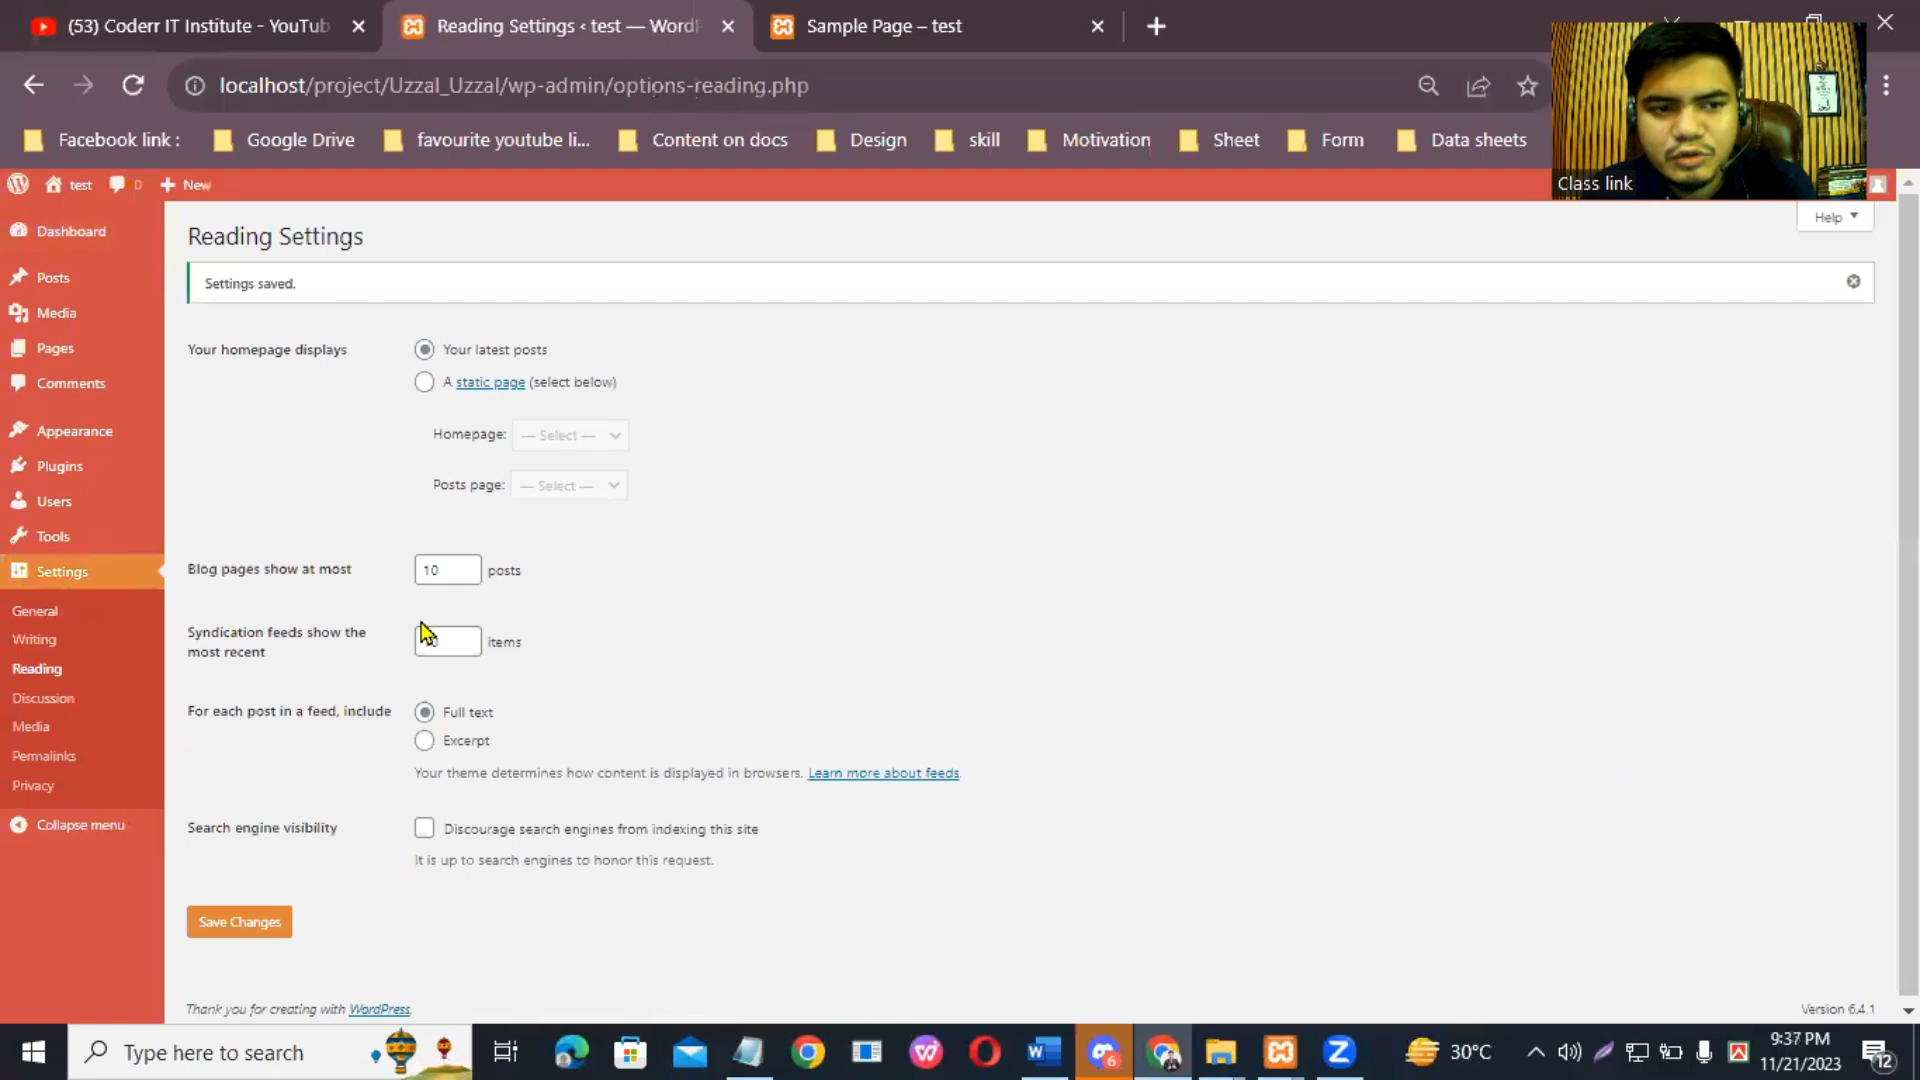 (53) Coderr IT Institute - YouTub
Reading Settings ‹ test — WordP
Sample Page – test
localhost/project/Uzzal_Uzzal/wp-admin/options-reading.php
Facebook link :
Google Drive
favourite youtube li...
Content on docs
Design
skill
Motivation
Sheet
Form
Data sheets
Class link
test
0
New
Help
Dashboard
Posts
Media
Pages
Comments
Appearance
Plugins
Users
Tools
Settings
General
Writing
Reading
Discussion
Media
Permalinks
Privacy
Collapse menu
Reading Settings
Settings saved.
Your homepage displays
Your latest posts
A static page (select below)
Homepage: — Select —
Posts page: — Select —
Blog pages show at most 10 posts
Syndication feeds show the
most recent
items
For each post in a feed, include
Full text
Excerpt
Your theme determines how content is displayed in browsers. Learn more about feeds.
Search engine visibility
Discourage search engines from indexing this site
It is up to search engines to honor this request.
Save Changes
Thank you for creating with WordPress.
Version 6.4.1
Type here to search
6
30°C
9:37 PM
11/21/2023
12